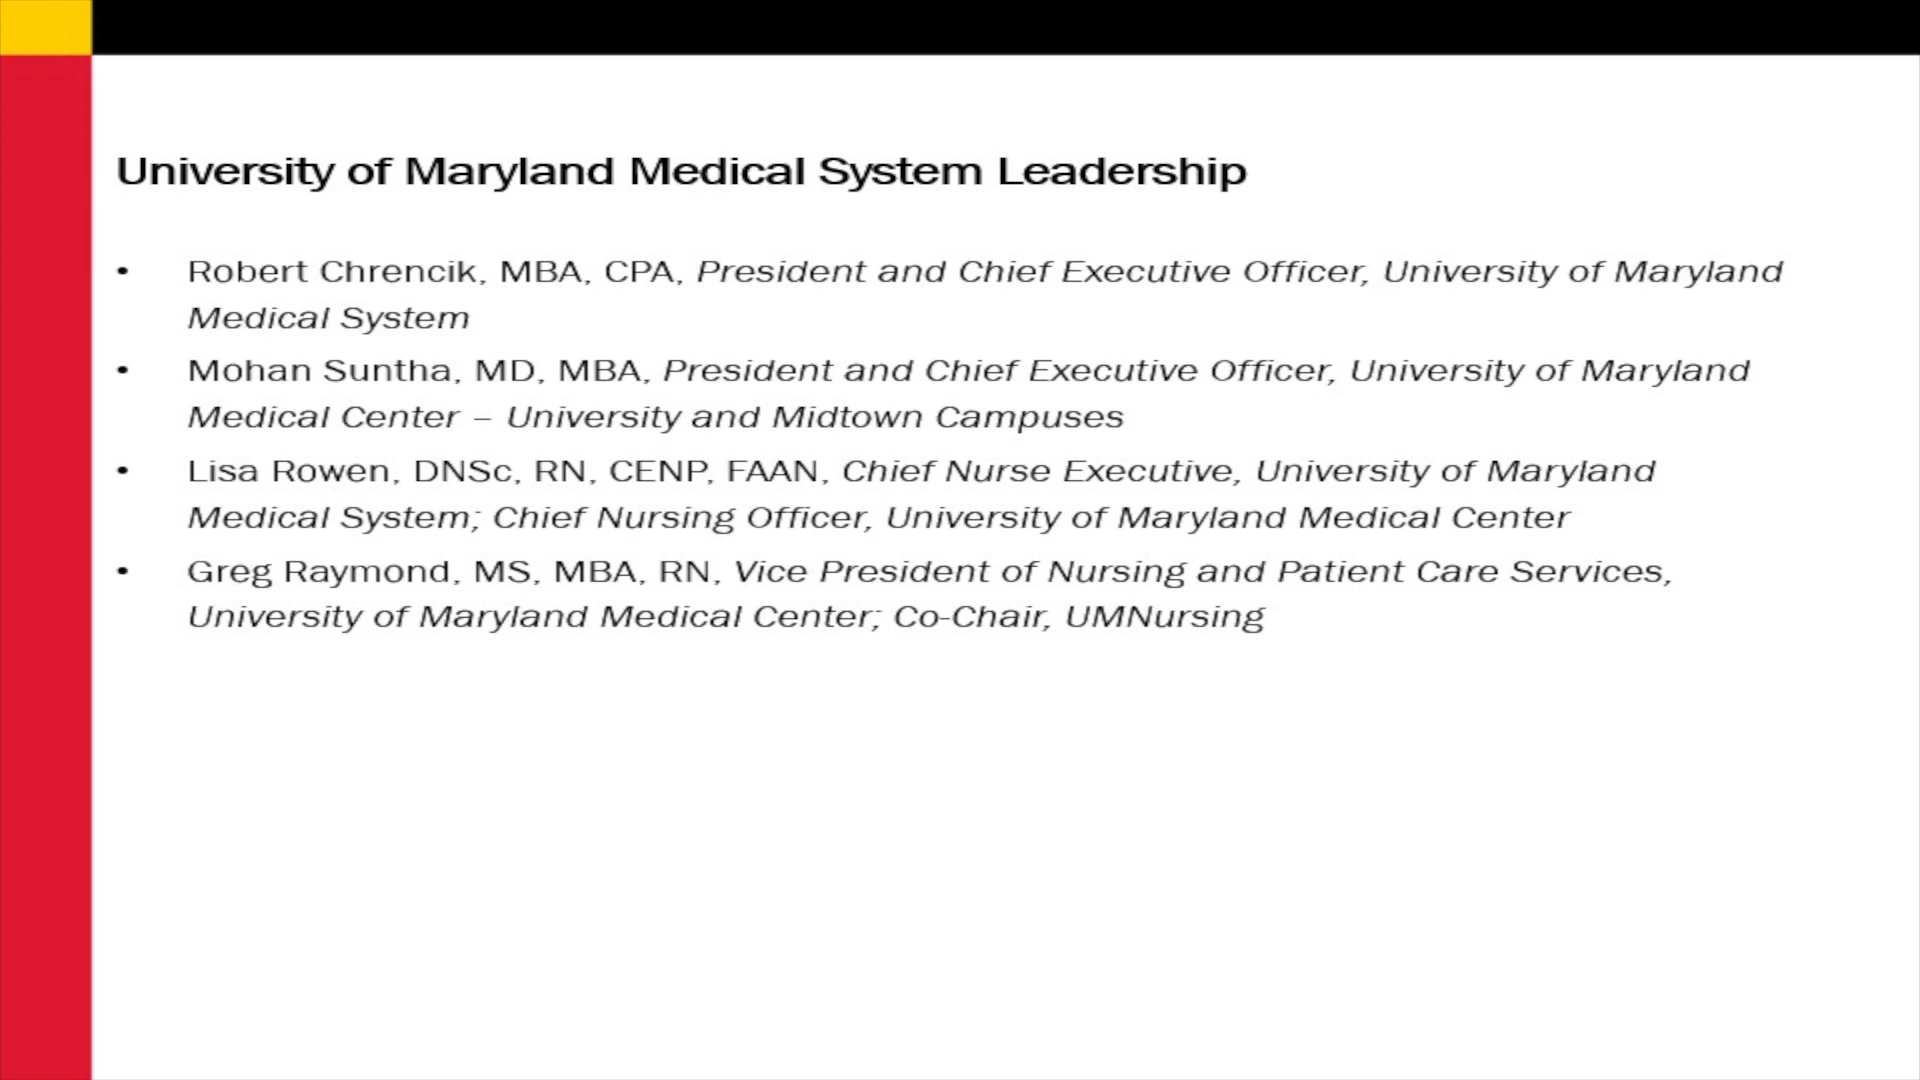 University of Maryland Medical System Leadership
• Robert Chrencik, MBA, CPA, President and Chief Executive Officer, University of Maryland
Medical System
• Mohan Suntha, MD, MBA, President and Chief Executive Officer, University of Maryland
Medical Center – University and Midtown Campuses
• Lisa Rowen, DNSc, RN, CENP, FAAN, Chief Nurse Executive, University of Maryland
Medical System; Chief Nursing Officer, University of Maryland Medical Center
• Greg Raymond, MS, MBA, RN, Vice President of Nursing and Patient Care Services,
University of Maryland Medical Center; Co-Chair, UMNursing